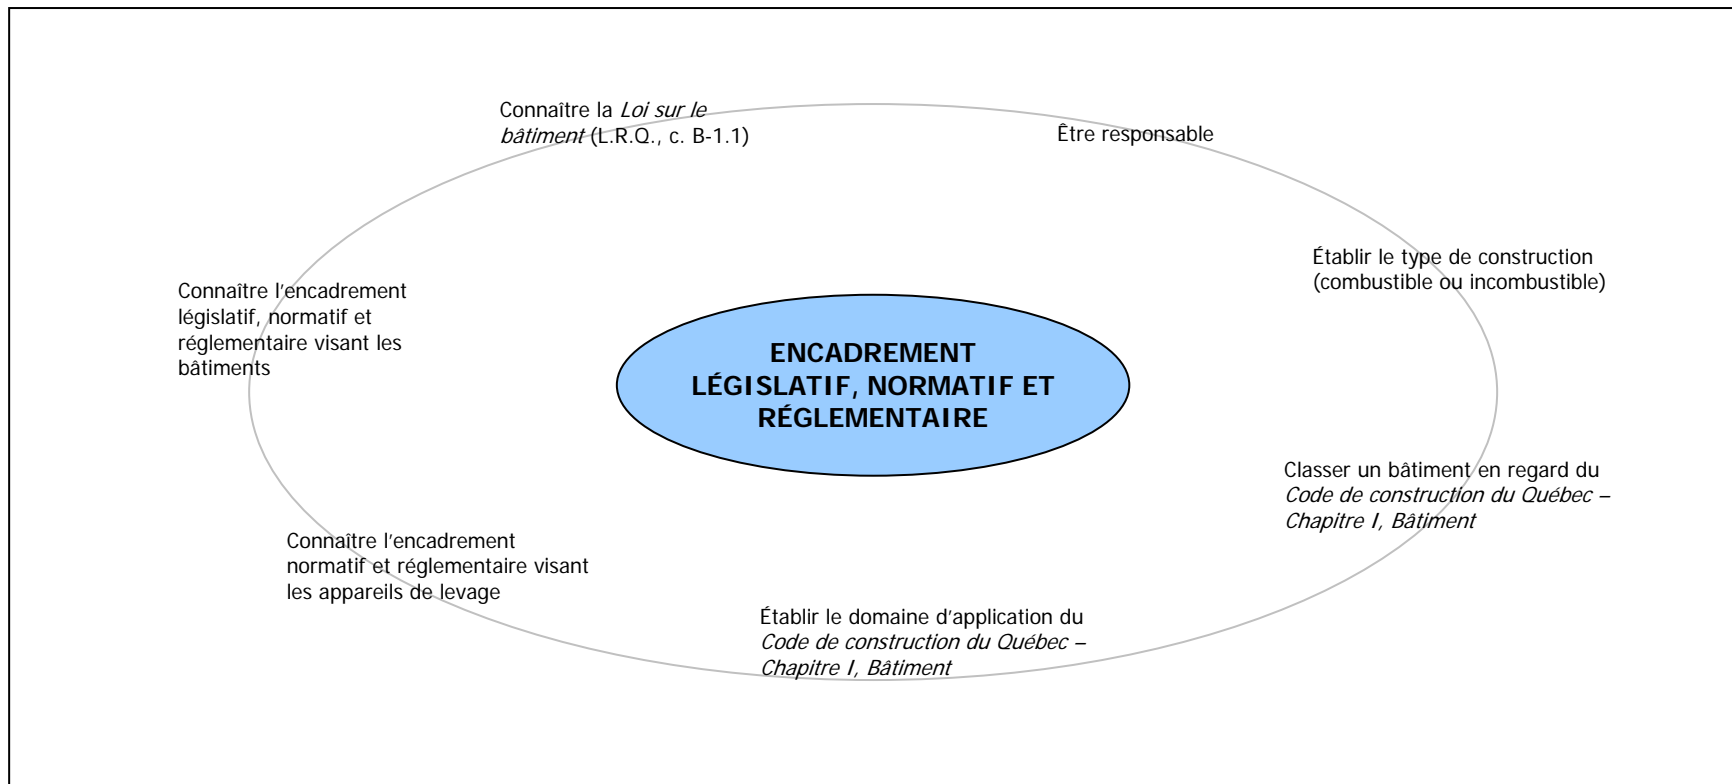 Connaître la Loi sur le
bâtiment (L.R.Q., c. B-1.1)
Être responsable
Établir le type de construction
(combustible ou incombustible)
Connaître l'encadrement
législatif, normatif et
réglementaire visant les
bâtiments
ENCADREMENT
LÉGISLATIF, NORMATIF ET
RÉGLEMENTAIRE
Classer un bâtiment en regard du
Code de construction du Québec –
Chapitre I, Bâtiment
Connaître l'encadrement
normatif et réglementaire visant
les appareils de levage
Établir le domaine d'application du
Code de construction du Québec –
Chapitre I, Bâtiment